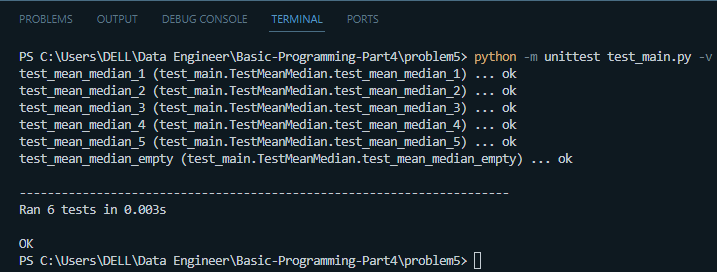 PROBLEMS OUTPUT DEBUG CONSOLE TERMINAL PORTS
PS C:\Users\DELL\Data Engineer\Basic-Programming-Part4\problem5> python -m unittest test_main.py -v
test_mean_median_1 (test_main.TestMeanMedian.test_mean_median_1) ... ok
test_mean_median_2 (test_main.TestMeanMedian.test_mean_median_2) ... ok
test_mean_median_3 (test_main.TestMeanMedian.test_mean_median_3) ... ok
test_mean_median_4 (test_main.TestMeanMedian.test_mean_median_4) ... ok
test_mean_median_5 (test_main.TestMeanMedian.test_mean_median_5) ... ok
test_mean_median_empty (test_main.TestMeanMedian.test_mean_median_empty) ... ok
----------------------------------------------------------------------
Ran 6 tests in 0.003s
OK
PS C:\Users\DELL\Data Engineer\Basic-Programming-Part4\problem5>